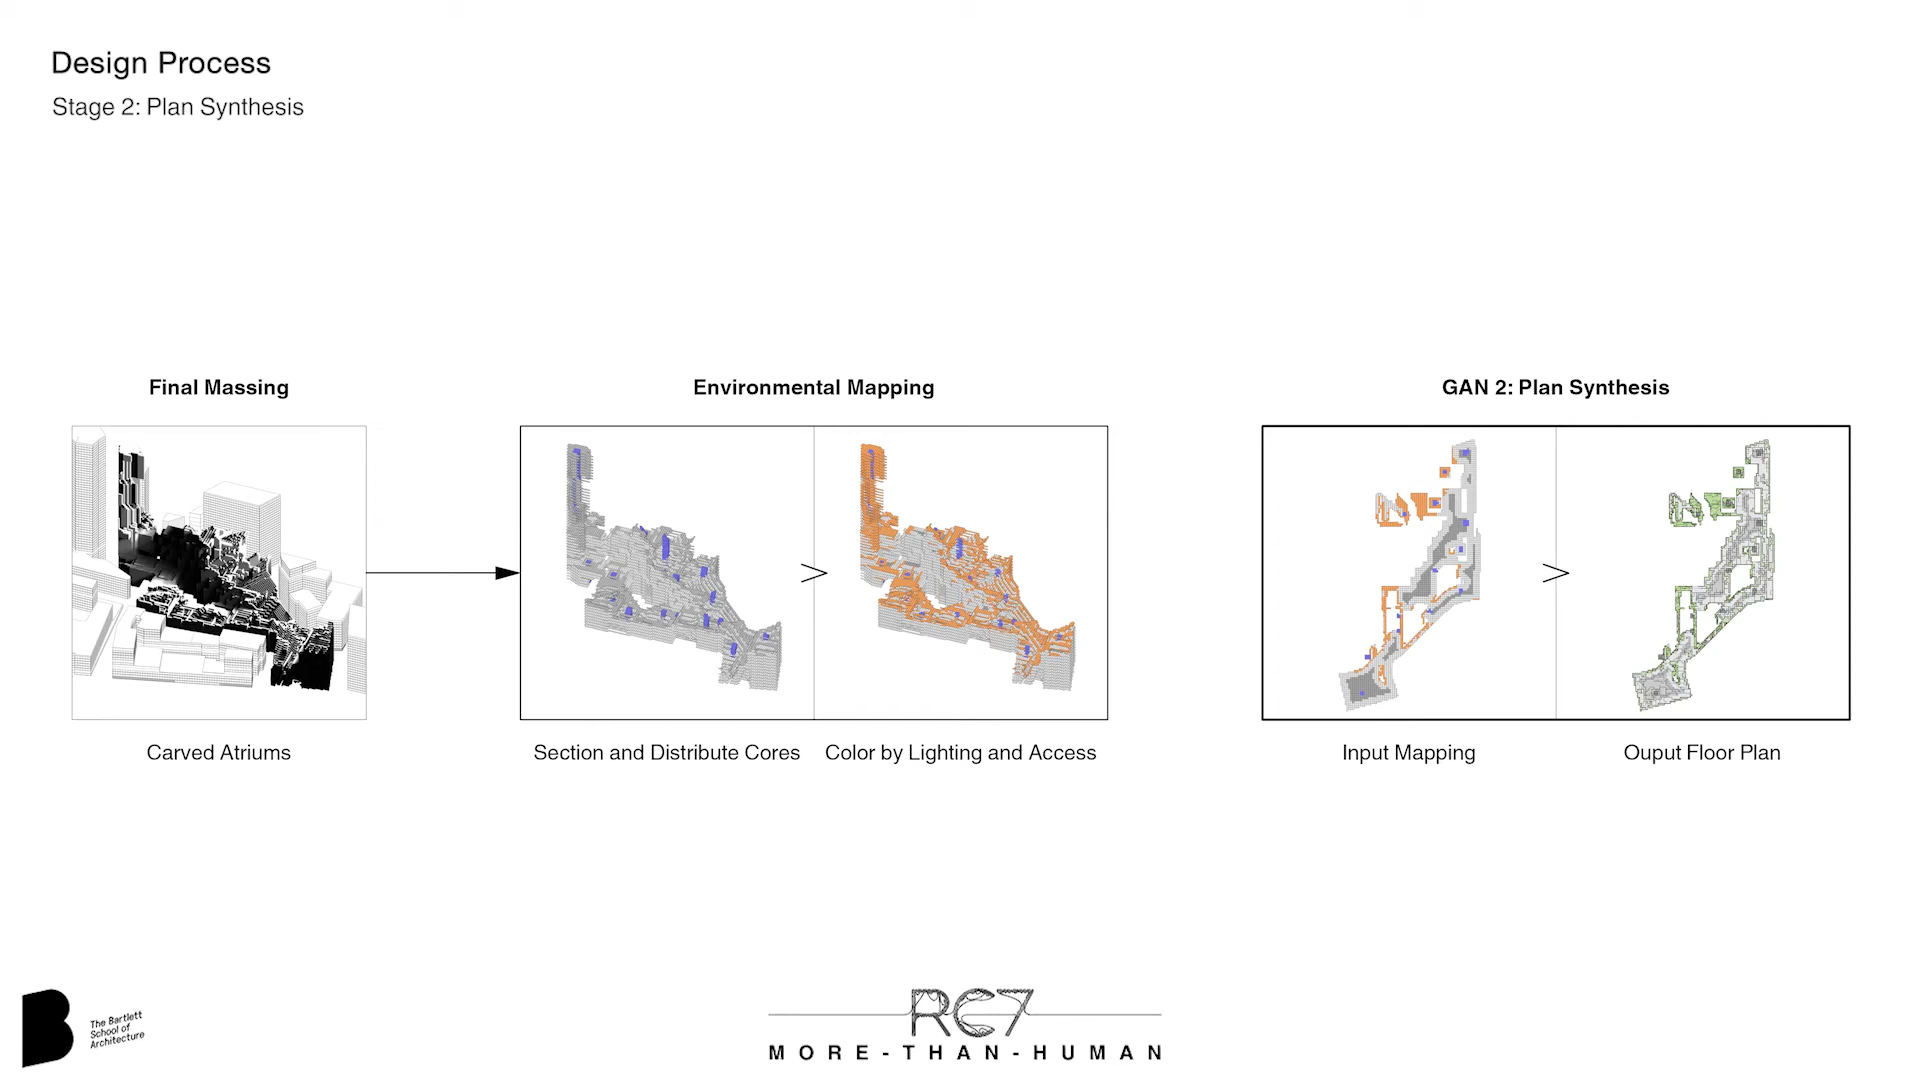 Design Process
Stage 2: Plan Synthesis
Final Massing
Environmental Mapping
GAN 2: Plan Synthesis
>
>
Carved Atriums
Section and Distribute Cores
Color by Lighting and Access
Input Mapping
Ouput Floor Plan
B
The Bartlett
School of
Architecture
RC7
MORE-THAN-HUMAN